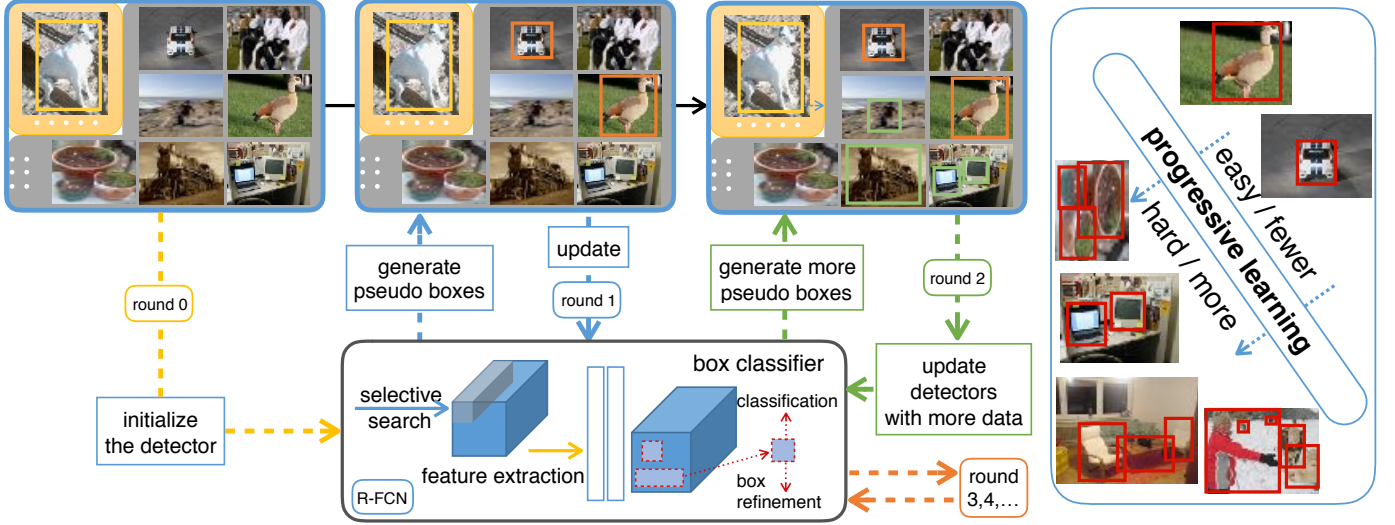 round 0
initialize
the detector
generate
pseudo boxes
update
round 1
generate more
pseudo boxes
round 2
update
detectors
with more data
box classifier
selective
search
feature extraction
classification
box
refinement
R-FCN
round
3,4,...
progressive learning
easy / fewer
hard / more